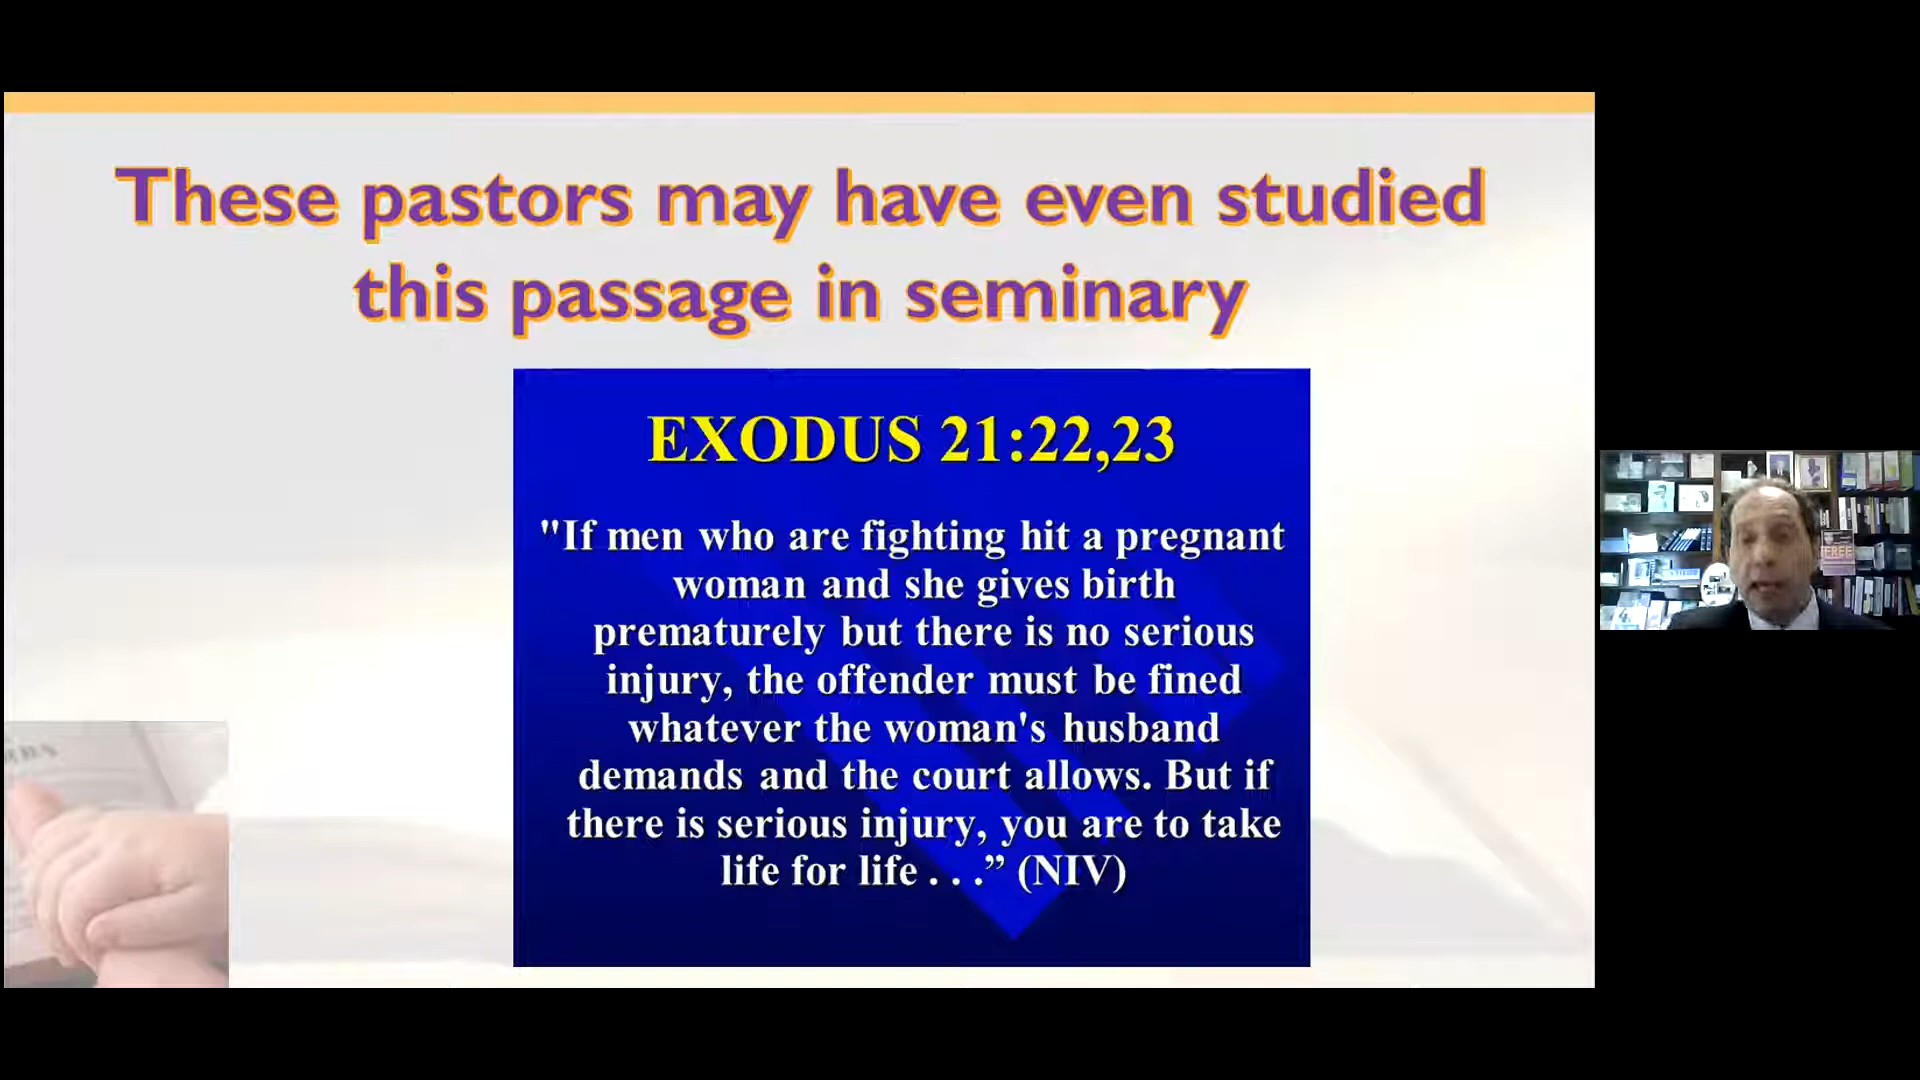 These pastors may have even studied
this passage in seminary
EXODUS 21:22,23
"If men who are fighting hit a pregnant
woman and she gives birth
prematurely but there is no serious
injury, the offender must be fined
whatever the woman's husband
demands and the court allows. But if
there is serious injury, you are to take
life for life . . .” (NIV)
FREE